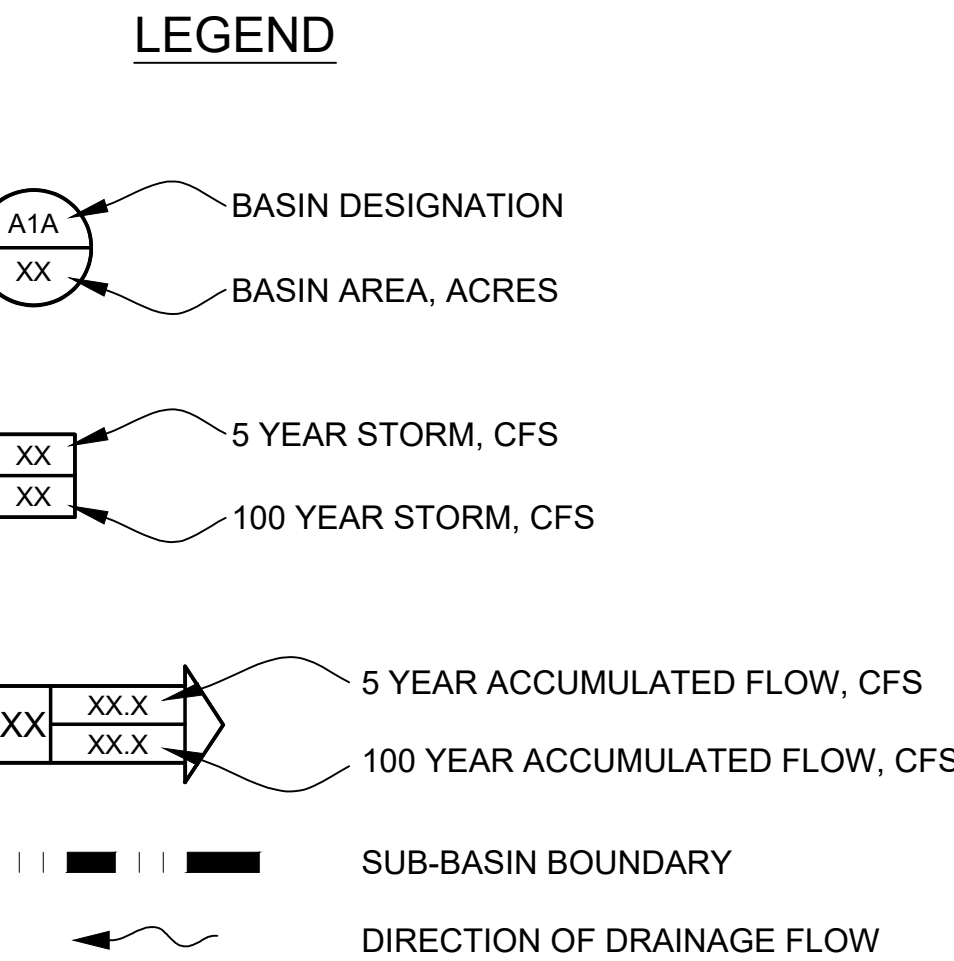 LEGEND
A1A
BASIN DESIGNATION
XX
BASIN AREA, ACRES
XX
5 YEAR STORM, CFS
XX
100 YEAR STORM, CFS
XX
XX.X
5 YEAR ACCUMULATED FLOW, CFS
XX.X
100 YEAR ACCUMULATED FLOW, CFS
SUB-BASIN BOUNDARY
DIRECTION OF DRAINAGE FLOW